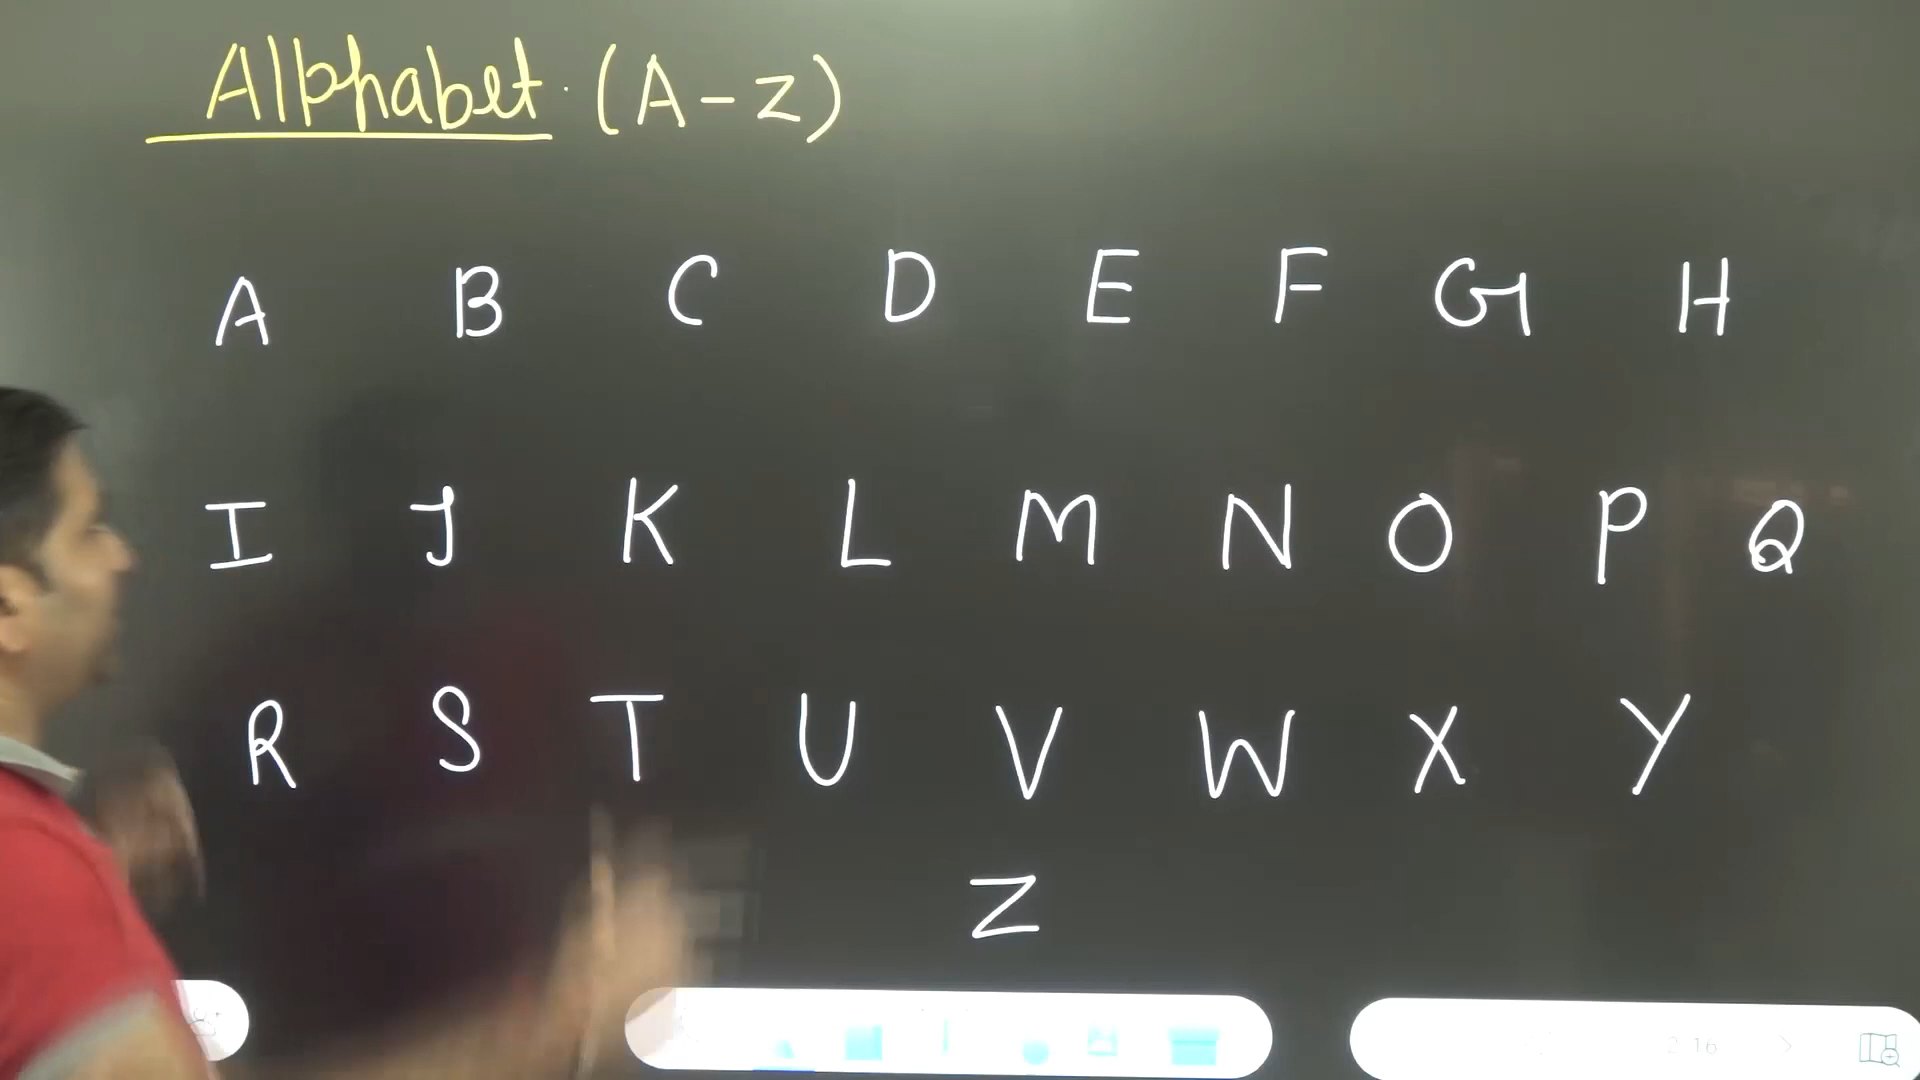 Alphabet (A-Z)
A B C D E F G H
I J K L M N O P Q
R S T U V W X Y
Z